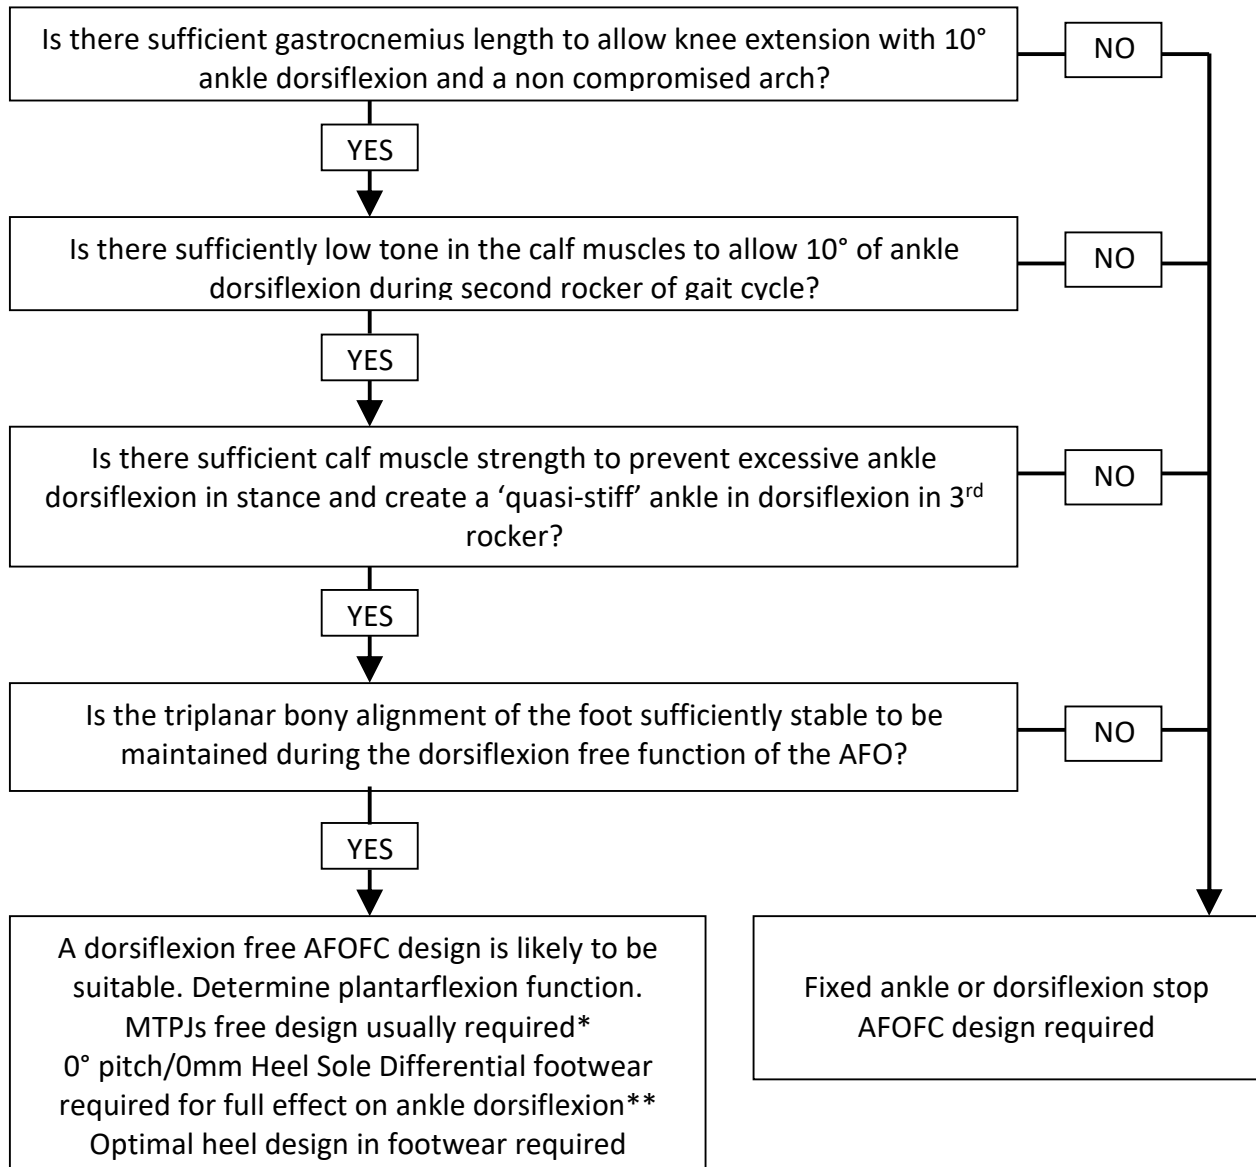 Is there sufficient gastrocnemius length to allow knee extension with 10°
ankle dorsiflexion and a non compromised arch?
NO
YES
Is there sufficiently low tone in the calf muscles to allow 10° of ankle
dorsiflexion during second rocker of gait cycle?
NO
YES
Is there sufficient calf muscle strength to prevent excessive ankle
dorsiflexion in stance and create a ‘quasi-stiff’ ankle in dorsiflexion in 3rd
rocker?
NO
YES
Is the triplanar bony alignment of the foot sufficiently stable to be
maintained during the dorsiflexion free function of the AFO?
NO
YES
A dorsiflexion free AFOFC design is likely to be
suitable. Determine plantarflexion function.
MTPJs free design usually required*
0° pitch/0mm Heel Sole Differential footwear
required for full effect on ankle dorsiflexion**
Optimal heel design in footwear required
Fixed ankle or dorsiflexion stop
AFOFC design required